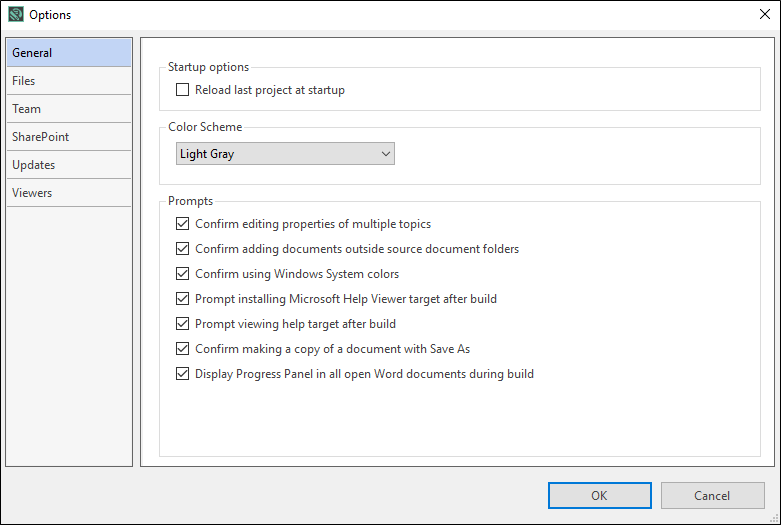 Options
General
Files
Team
SharePoint
Updates
Viewers
Startup options
Reload last project at startup
Color Scheme
Light Gray
Prompts
Confirm editing properties of multiple topics
Confirm adding documents outside source document folders
Confirm using Windows System colors
Prompt installing Microsoft Help Viewer target after build
Prompt viewing help target after build
Confirm making a copy of a document with Save As
Display Progress Panel in all open Word documents during build
OK
Cancel